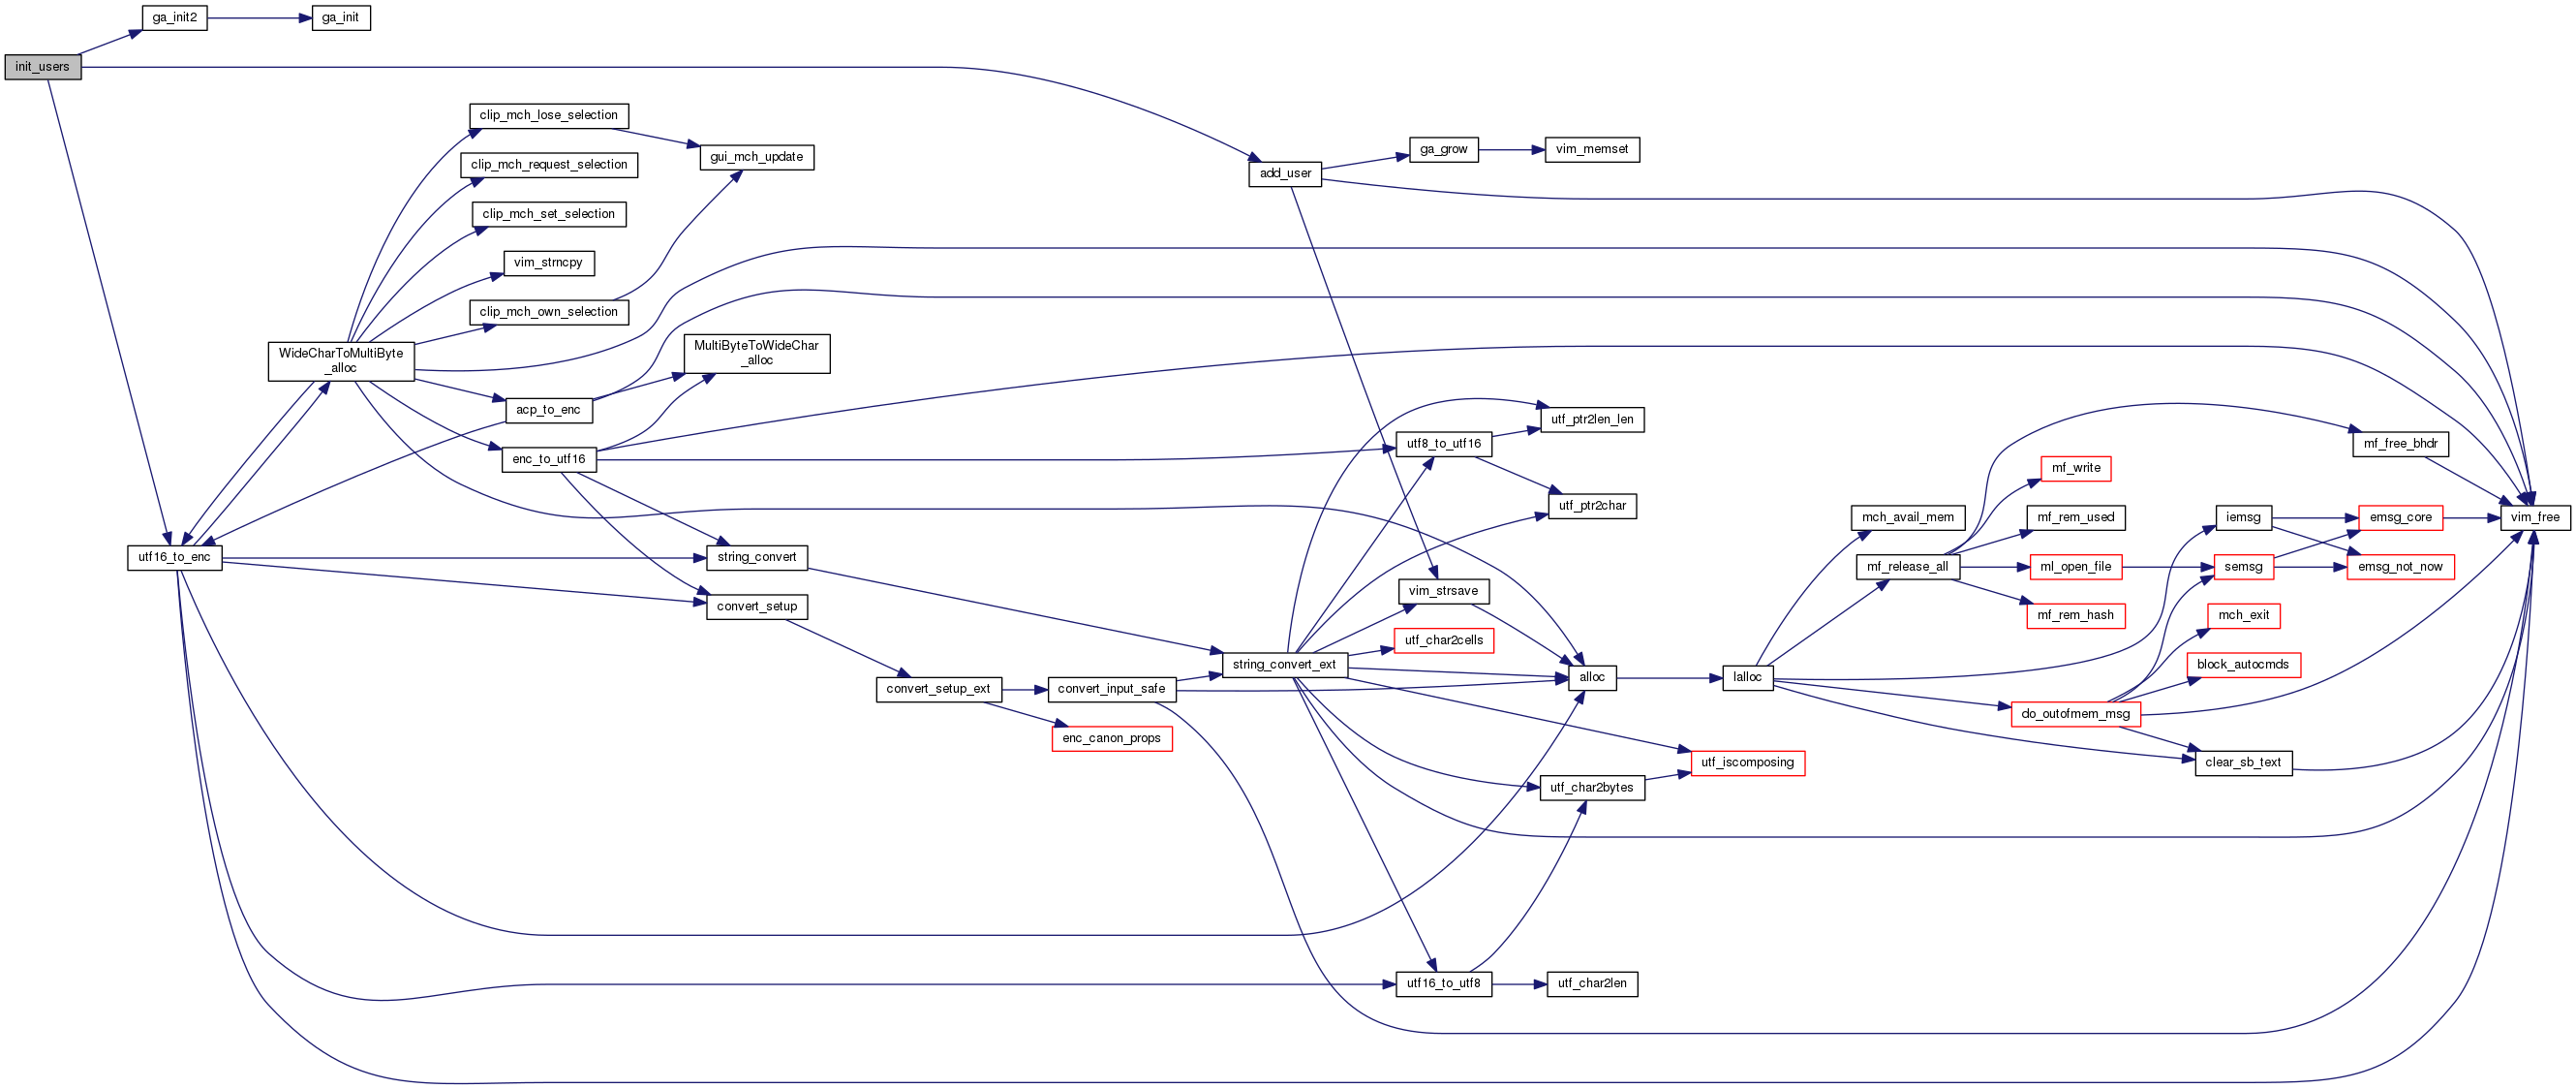 ga_init2
ga_init
init_users
clip_mch_lose_selection
gui_mch_update
clip_mch_request_selection
clip_mch_set_selection
vim_strncpy
clip_mch_own_selection
WideCharToMultiByte
_alloc
MultiByteToWideChar
_alloc
acp_to_enc
enc_to_utf16
utf16_to_enc
string_convert
convert_setup
convert_setup_ext
convert_input_safe
enc_canon_props
add_user
ga_grow
vim_memset
utf_ptr2len_len
utf8_to_utf16
utf_ptr2char
vim_strsave
utf_char2cells
string_convert_ext
alloc
lalloc
utf_iscomposing
utf_char2bytes
utf16_to_utf8
utf_char2len
mch_avail_mem
mf_release_all
mf_free_bhdr
mf_write
mf_rem_used
ml_open_file
mf_rem_hash
iemsg
emsg_core
vim_free
semsg
emsg_not_now
mch_exit
block_autocmds
do_outofmem_msg
clear_sb_text